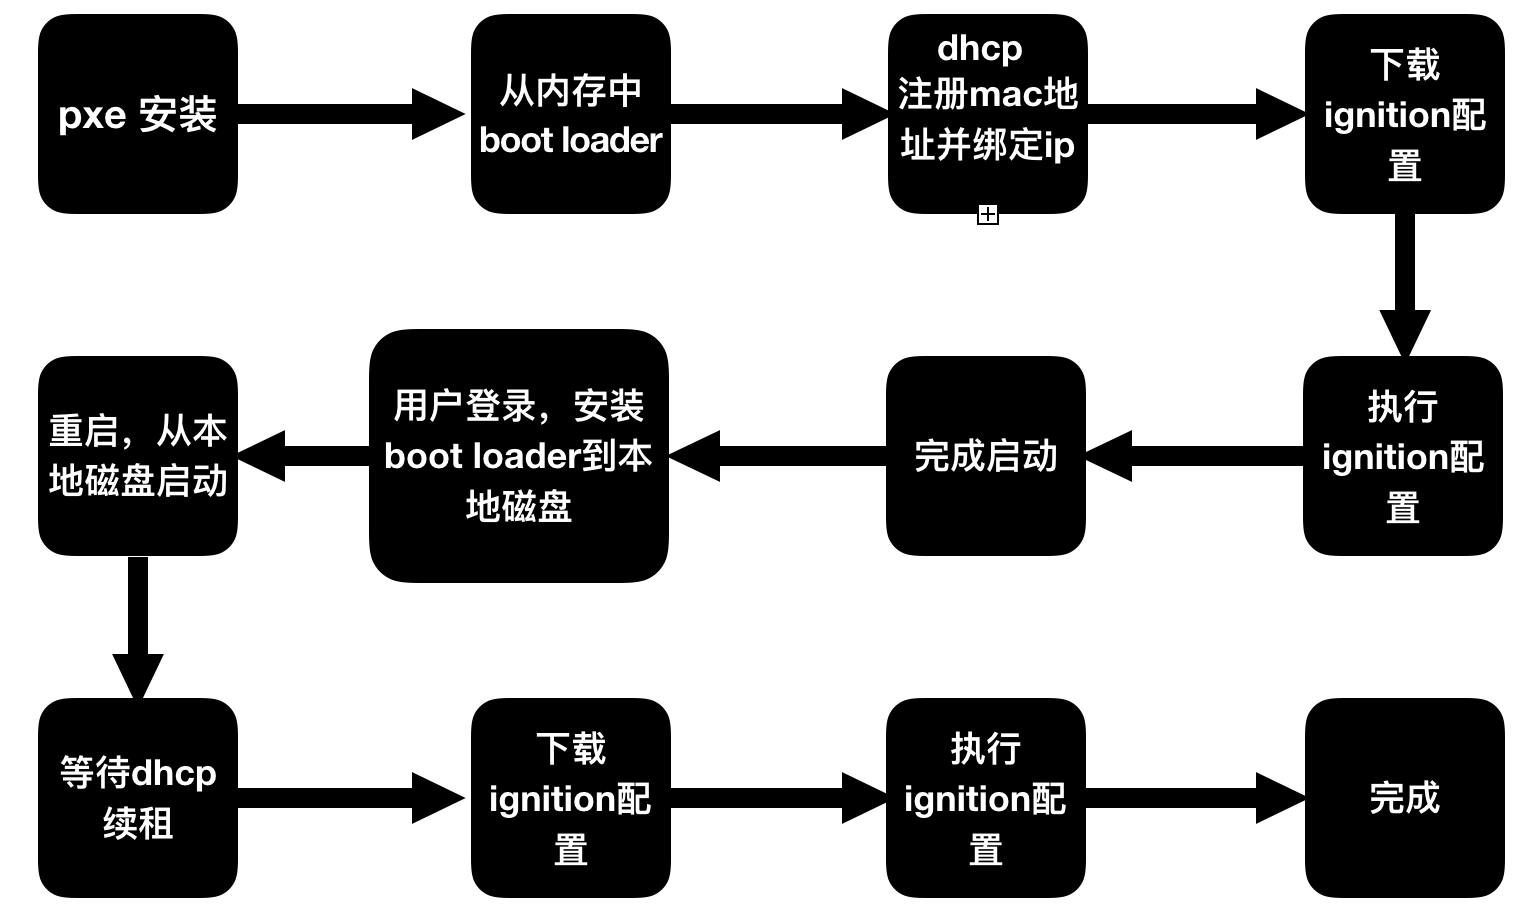 pxe 安装
从内存中
boot loader
dhcp
注册mac地
址并绑定ip
下载
ignition配
置
执行
ignition配
置
完成启动
用户登录，安装
boot loader到本
地磁盘
重启，从本
地磁盘启动
等待dhcp
续租
下载
ignition配
置
执行
ignition配
置
完成